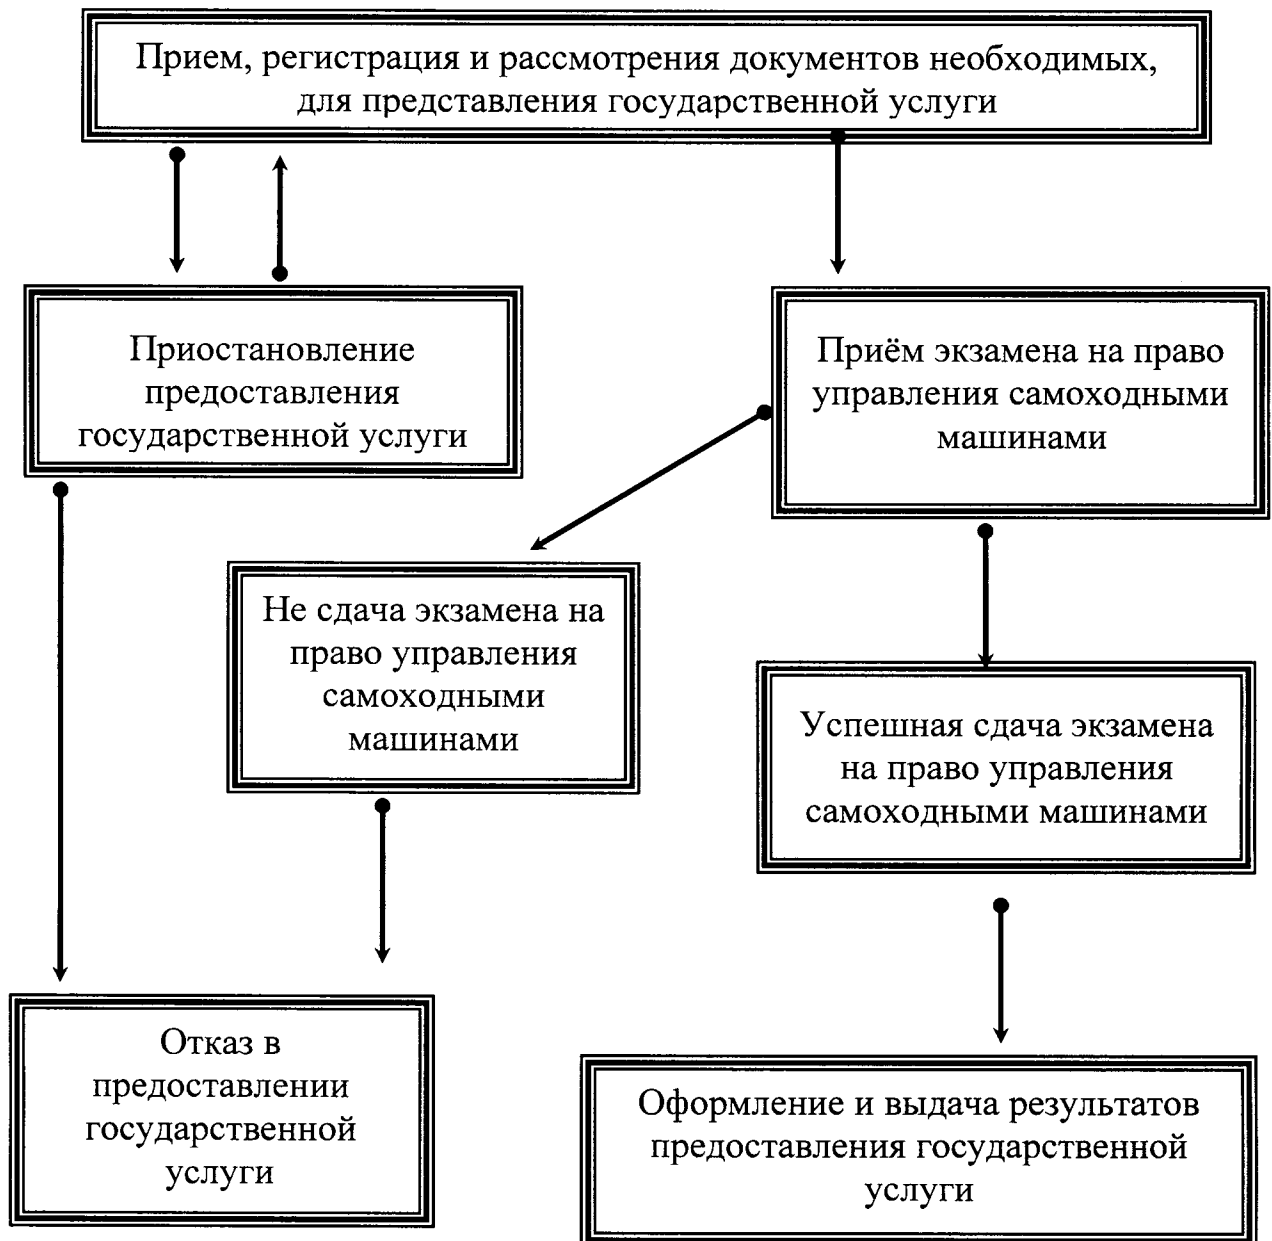 Прием, регистрация и рассмотрения документов необходимых,
для представления государственной услуги
Приостановление
предоставления
государственной услуги
Приём экзамена на право
управления самоходными
машинами
Не сдача экзамена на
право управления
самоходными
машинами
Успешная сдача экзамена
на право управления
самоходными машинами
Отказ в
предоставлении
государственной
услуги
Оформление и выдача результатов
предоставления государственной
услуги